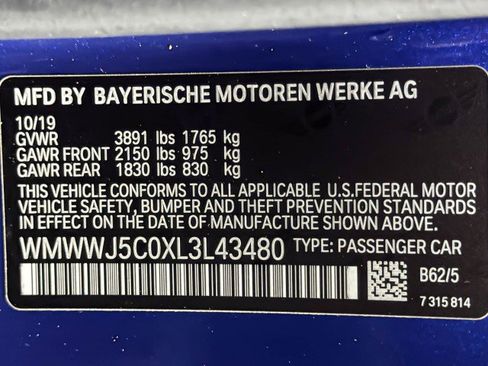 MFD BY BAYERISCHE MOTOREN WERKE AG
10/19
GVWR 3891 lbs 1765 kg
GAWR FRONT 2150 lbs 975 kg
GAWR REAR 1830 lbs 830 kg
THIS VEHICLE CONFORMS TO ALL APPLICABLE U.S.FEDERAL MOTOR
VEHICLE SAFETY, BUMPER AND THEFT PREVENTION STANDARDS
IN EFFECT ON THE DATE OF MANUFACTURE SHOWN ABOVE.
WMWWJ5C0XL3L43480 TYPE: PASSENGER CAR
B62/5
7 315 814